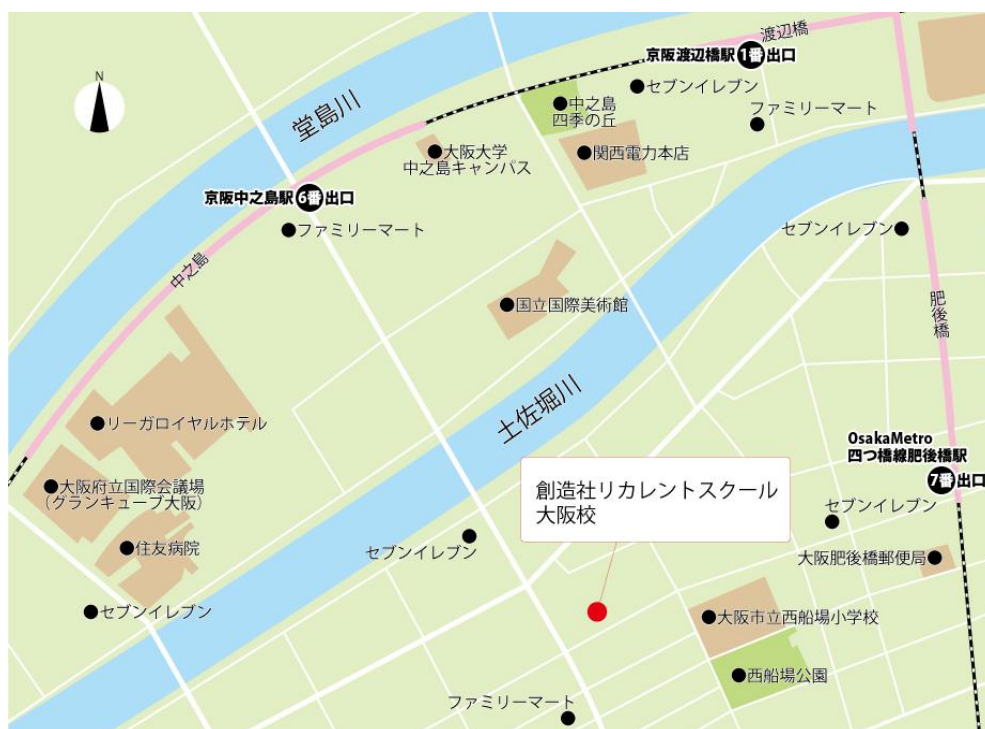 渡辺橋
京阪渡辺橋駅 1番 出口
N
セブンイレブン
堂島川
中之島
四季の丘
ファミリーマート
大阪大学
中之島キャンパス
関西電力本店
京阪中之島駅 6番 出口
ファミリーマート
セブンイレブン
中之島
国立国際美術館
肥後橋
土佐堀川
リーガロイヤルホテル
OsakaMetro
四つ橋線肥後橋駅
7番 出口
大阪府立国際会議場
(グランキューブ大阪)
創造社リカレントスクール
大阪校
セブンイレブン
住友病院
セブンイレブン
大阪肥後橋郵便局
セブンイレブン
大阪市立西船場小学校
西船場公園
ファミリーマート